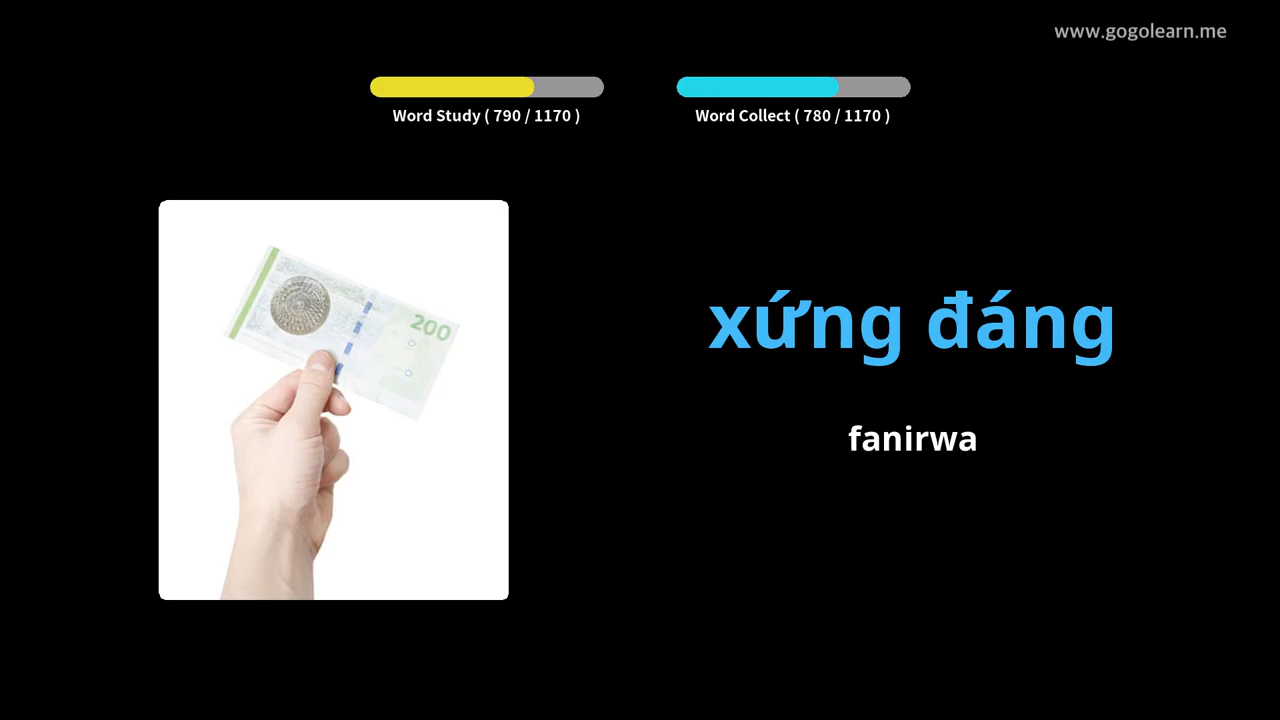 www.gogolearn.me
Word Study ( 790 / 1170 )
Word Collect ( 780 / 1170 )
200
xứng đáng
fanirwa